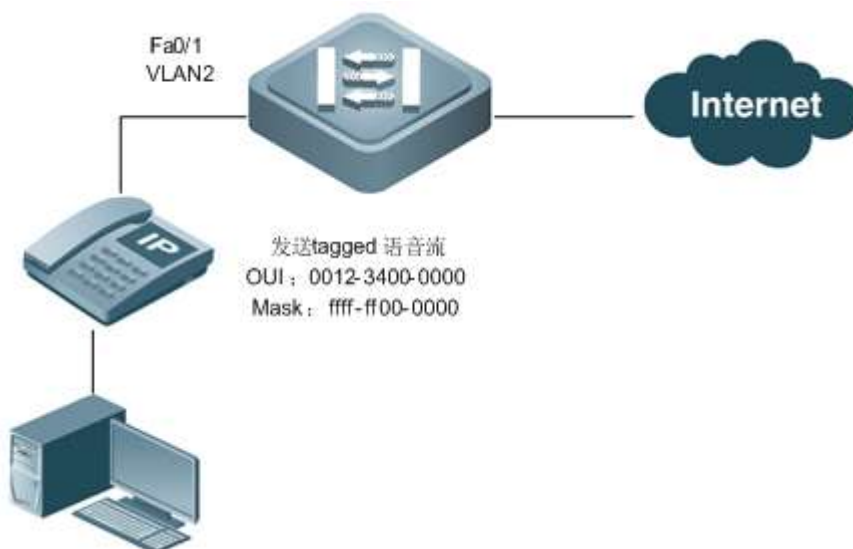 Fa0/1
VLAN2
Internet
IP
发送tagged 语音流
OUI： 0012-3400-0000
Mask： ffff-ff00-0000